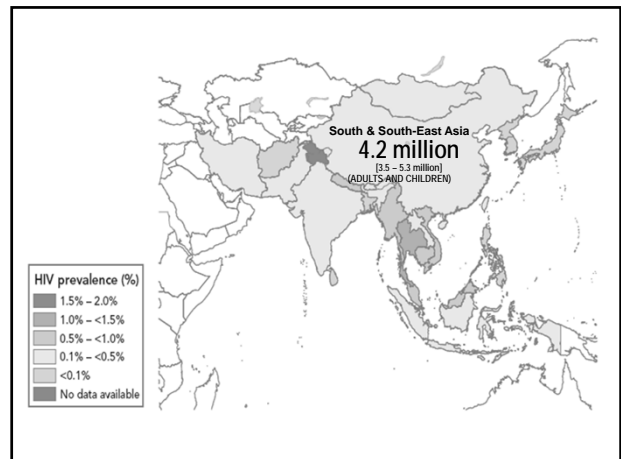 South & South-East Asia
4.2 million
[3.5 – 5.3 million]
(ADULTS AND CHILDREN)
HIV prevalence (%)
1.5% – 2.0%
1.0% – <1.5%
0.5% – <1.0%
0.1% – <0.5%
<0.1%
No data available